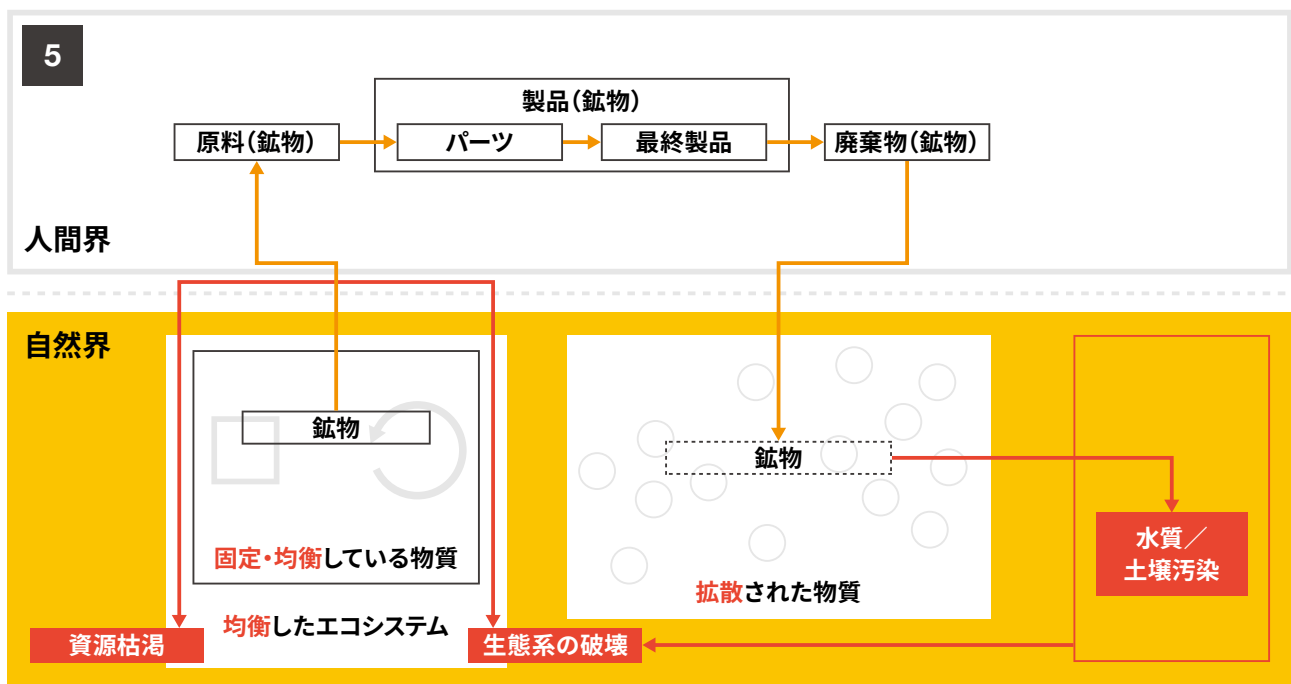 5
製品(鉱物)
原料(鉱物)
パーツ
最終製品
廃棄物(鉱物)
人間界
自然界
鉱物
固定・均衡している物質
均衡したエコシステム
資源枯渇
生態系の破壊
鉱物
拡散された物質
水質／
土壌汚染